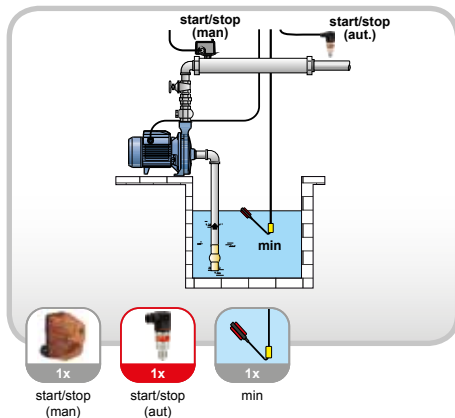 start/stop
(man)
start/stop
(aut.)
min
1x
1x
1x
start/stop
(man)
start/stop
(aut)
min